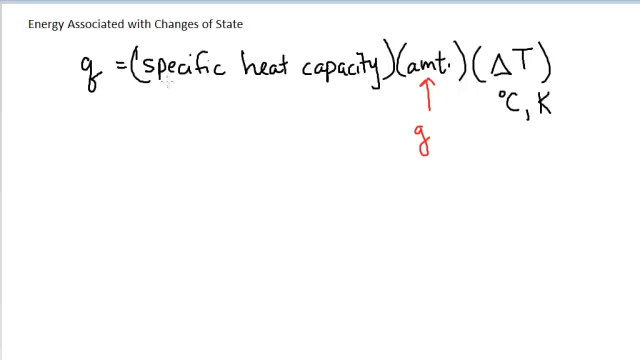 Energy Associated with Changes of State
q = (specific heat capacity)(amt.)(ΔT)
°C, K
g